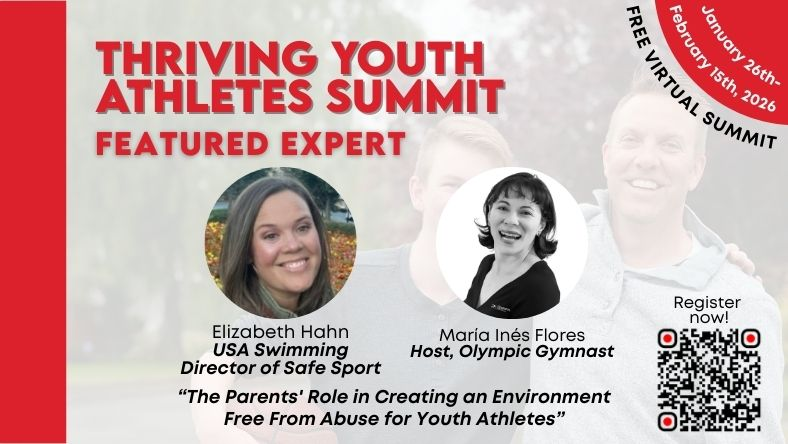 THRIVING YOUTH
ATHLETES SUMMIT
FEATURED EXPERT
January 26th-
February 15th, 2026
FREE VIRTUAL SUMMIT
Elizabeth Hahn
USA Swimming
Director of Safe Sport
María Inés Flores
Host, Olympic Gymnast
Register
now!
“The Parents' Role in Creating an Environment
Free From Abuse for Youth Athletes”